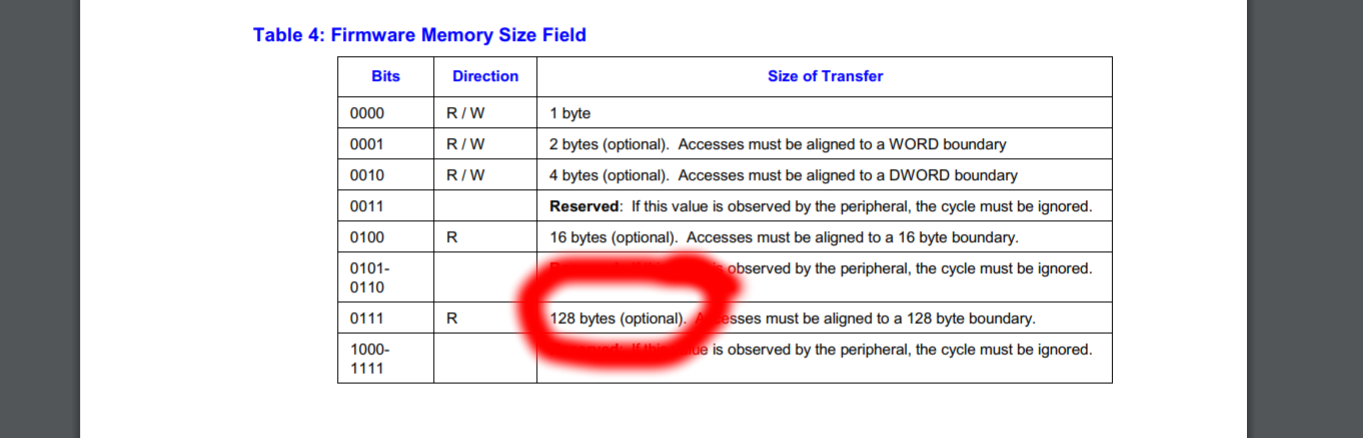 Table 4: Firmware Memory Size Field
Bits Direction Size of Transfer
0000 R / W 1 byte
0001 R / W 2 bytes (optional). Accesses must be aligned to a WORD boundary
0010 R / W 4 bytes (optional). Accesses must be aligned to a DWORD boundary
0011 Reserved: If this value is observed by the peripheral, the cycle must be ignored.
0100 R 16 bytes (optional). Accesses must be aligned to a 16 byte boundary.
0101- observed by the peripheral, the cycle must be ignored.
0110
0111 R 128 bytes (optional). must be aligned to a 128 byte boundary.
1000- is observed by the peripheral, the cycle must be ignored.
1111